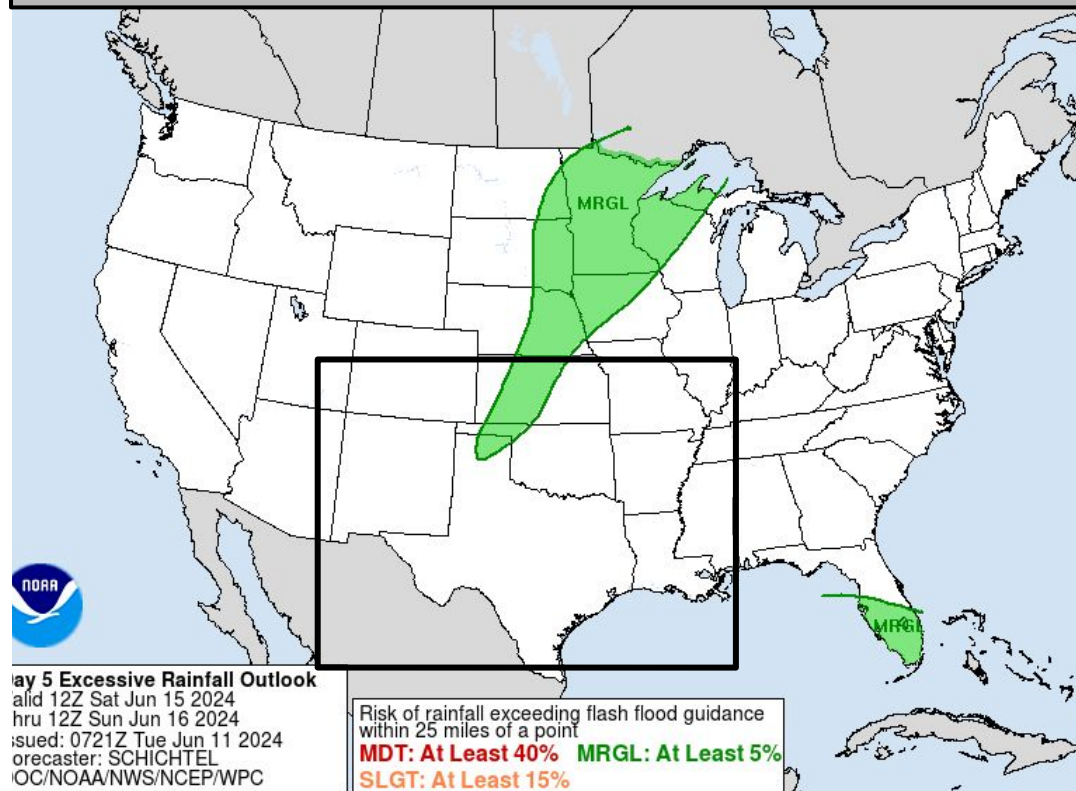 MRGL
MRGL
NOAA
ay 5 Excessive Rainfall Outlook
alid 12Z Sat Jun 15 2024
hru 12Z Sun Jun 16 2024
ssued: 0721Z Tue Jun 11 2024
orecaster: SCHICHTEL
OC/NOAA/NWS/NCEP/WPC
Risk of rainfall exceeding flash flood guidance
within 25 miles of a point
MDT: At Least 40% MRGL: At Least 5%
SLGT: At Least 15%